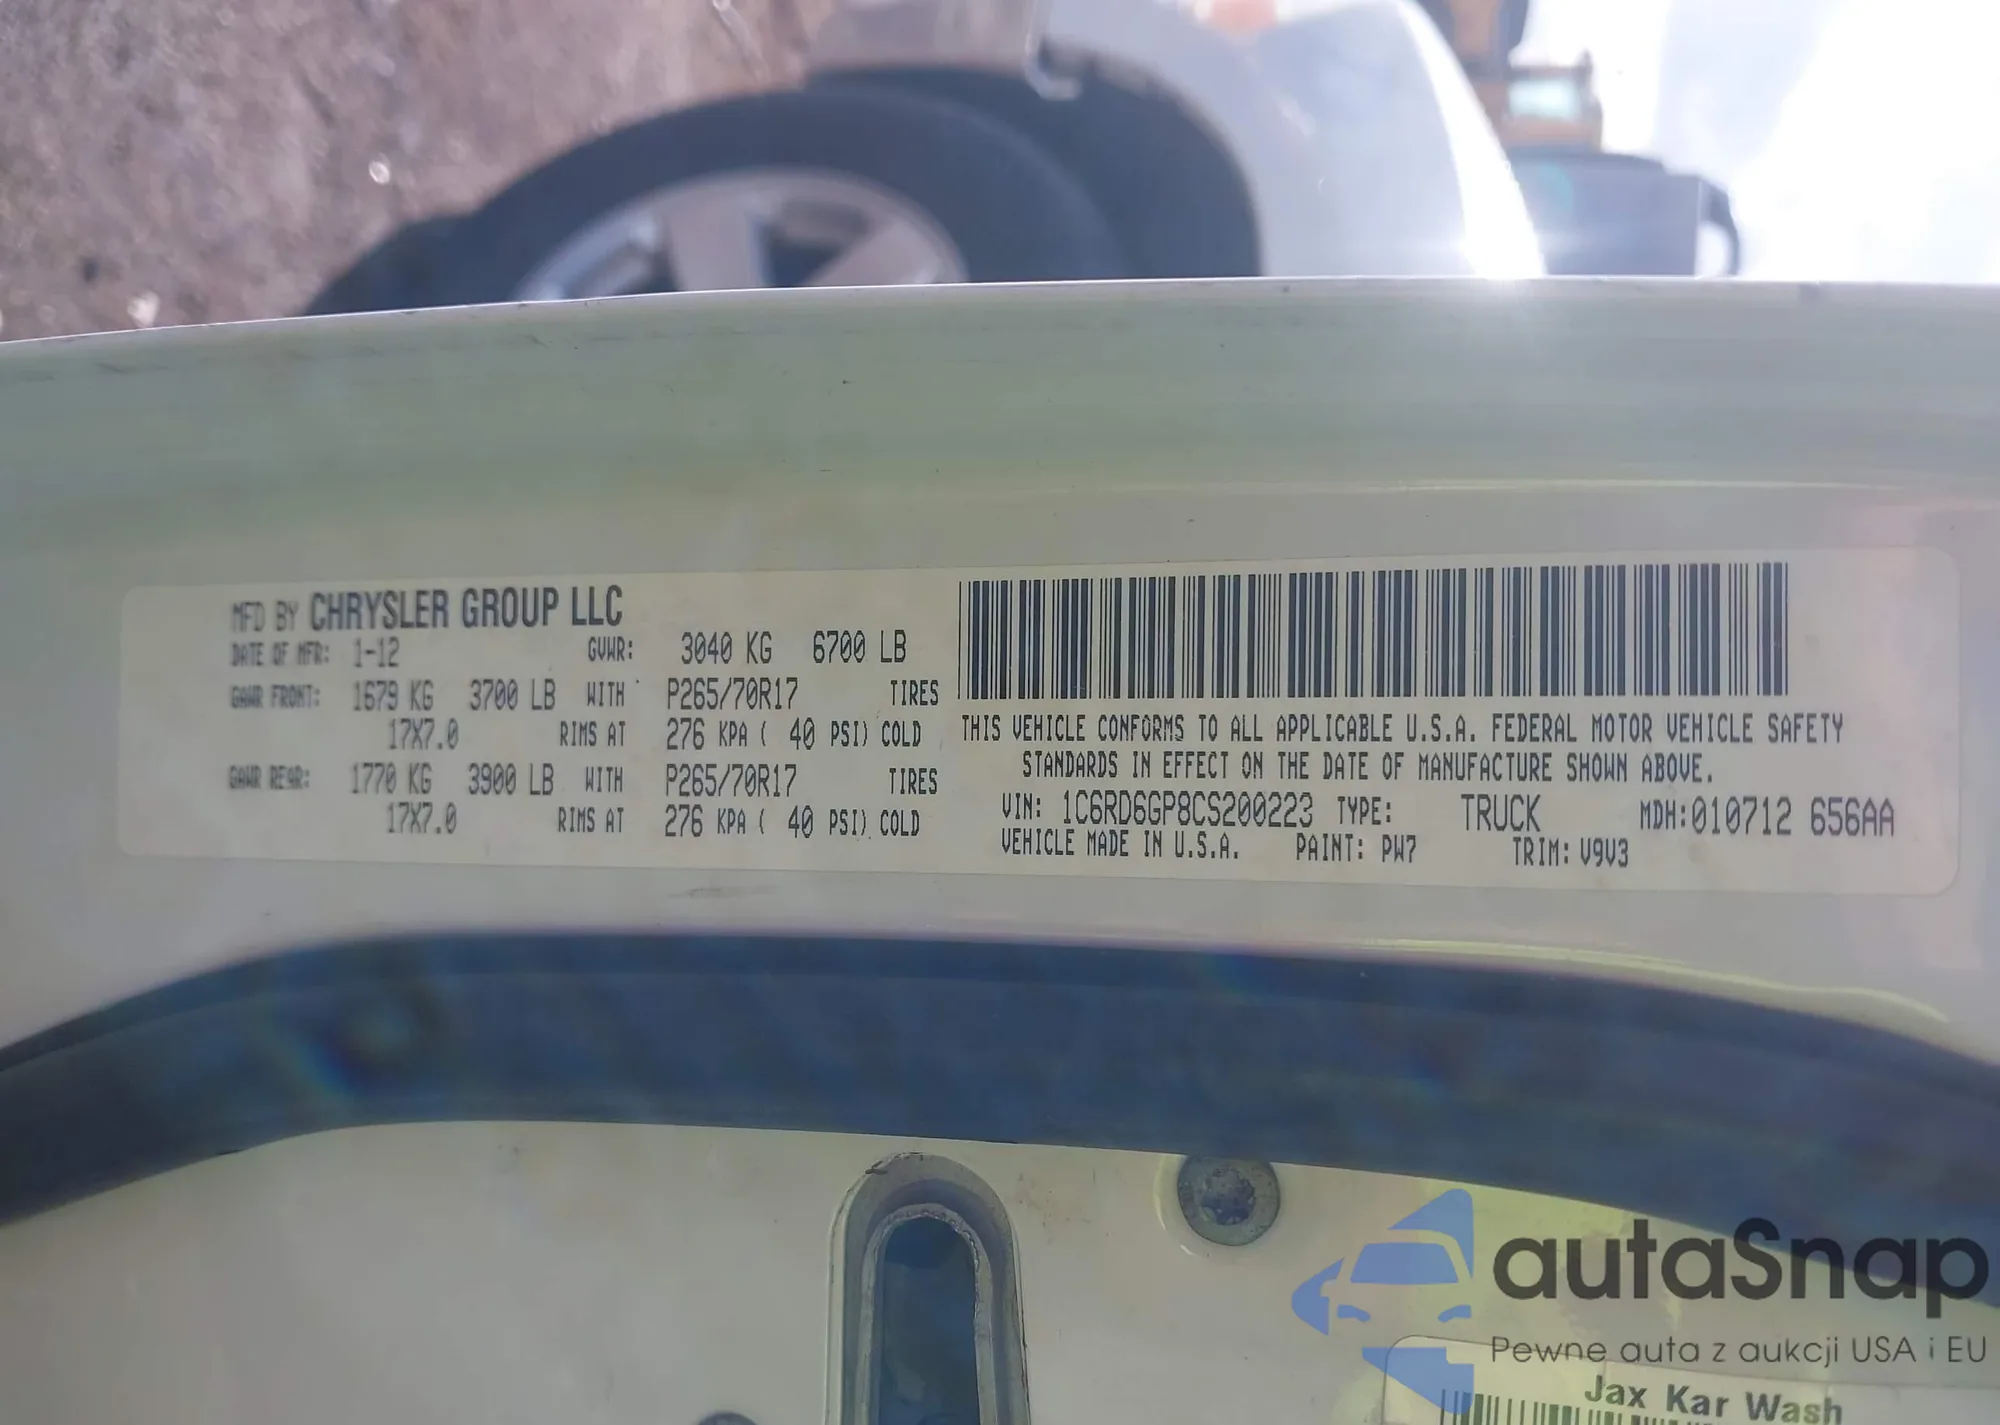 MFD BY CHRYSLER GROUP LLC
DATE OF MFR: 1-12 GVWR: 3040 KG 6700 LB
GAWR FRONT: 1679 KG 3700 LB WITH P265/70R17 TIRES
17X7.0 RIMS AT 276 KPA ( 40 PSI) COLD
GAWR REAR: 1770 KG 3900 LB WITH P265/70R17 TIRES
17X7.0 RIMS AT 276 KPA ( 40 PSI) COLD
THIS VEHICLE CONFORMS TO ALL APPLICABLE U.S.A. FEDERAL MOTOR VEHICLE SAFETY
STANDARDS IN EFFECT ON THE DATE OF MANUFACTURE SHOWN ABOVE.
VIN: 1C6RD6GP8CS200223 TYPE: TRUCK MDH:010712 656AA
VEHICLE MADE IN U.S.A. PAINT: PW7 TRIM: V9V3
autaSnap
Pewne auta z aukcji USA i EU
Jax Kar Wash